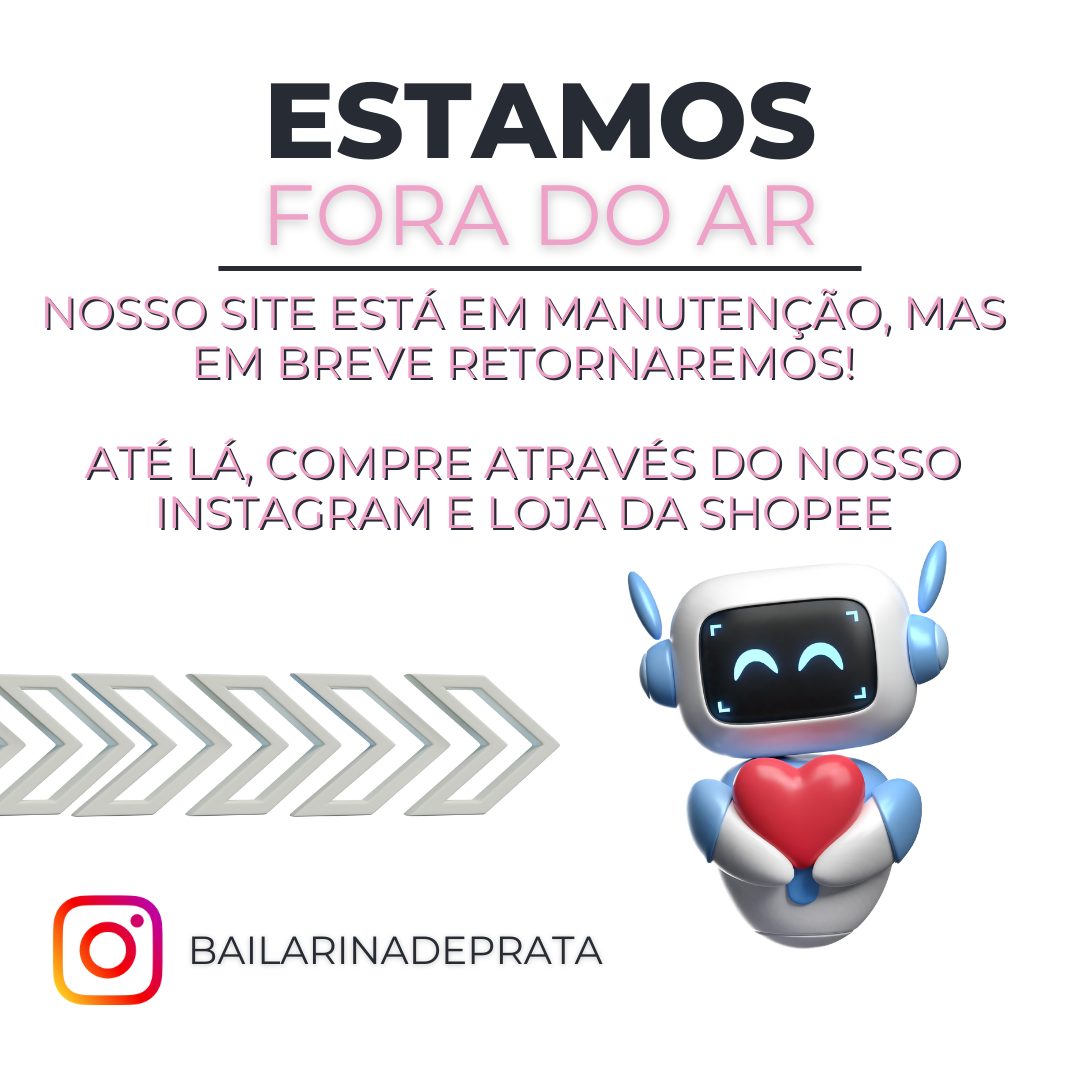 ESTAMOS
FORA DO AR
NOSSO SITE ESTÁ EM MANUTENÇÃO, MAS
EM BREVE RETORNAREMOS!
ATÉ LÁ, COMPRE ATRAVÉS DO NOSSO
INSTAGRAM E LOJA DA SHOPEE
BAILARINADEPRATA